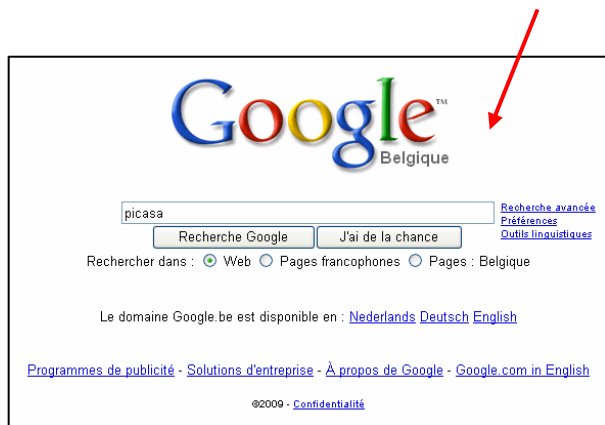 Google™
Belgique
picasa
Recherche avancée
Préférences
Outils linguistiques
Recherche Google J'ai de la chance
Rechercher dans : Web Pages francophones Pages : Belgique
Le domaine Google.be est disponible en : Nederlands Deutsch English
Programmes de publicité - Solutions d'entreprise - À propos de Google - Google.com in English
©2009 - Confidentialité